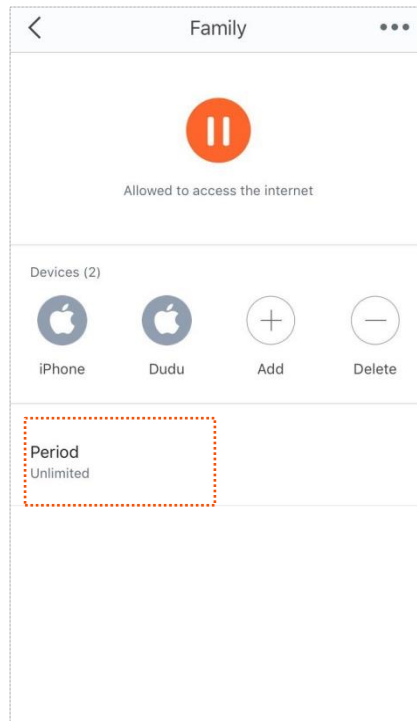 Family
Allowed to access the internet
Devices (2)
iPhone Dudu Add Delete
Period
Unlimited